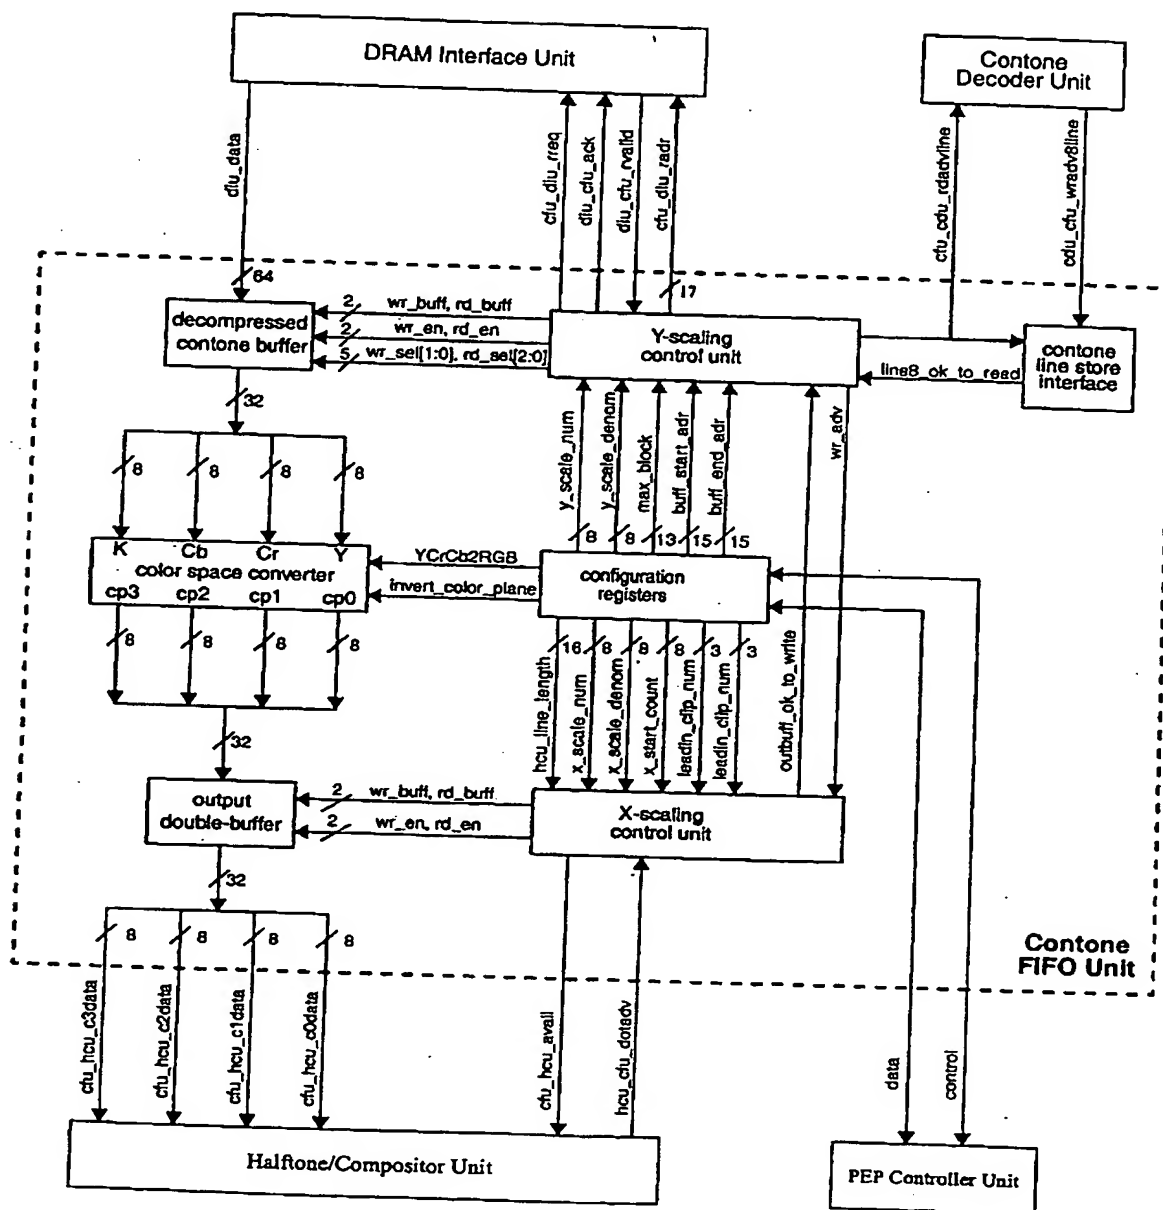 DRAM Interface Unit
Contone
Decoder Unit
diu_data
cfu_diu_rreq
diu_cfu_ack
diu_cfu_rvalid
cfu_diu_radr
cfu_cdu_rdadvline
cdu_cfu_wradv8line
64
17
decompressed
contone buffer
2
wr_buff, rd_buff
2
wr_en, rd_en
5
wr_sel[1:0], rd_sel[2:0]
Y-scaling
control unit
line8_ok_to_read
contone
line store
interface
32
8
8
8
8
y_scale_num
y_scale_denom
max_block
buff_start_adr
buff_end_adr
wr_adv
8
8
13
15
15
K
Cb
Cr
Y
color space converter
cp3
cp2
cp1
cp0
YCrCb2RGB
invert_color_plane
configuration
registers
8
8
8
8
16
8
8
8
3
3
hcu_line_length
x_scale_num
x_scale_denom
x_start_count
leadin_clip_num
leadin_clip_num
outbuff_ok_to_write
32
output
double-buffer
2
wr_buff, rd_buff
2
wr_en, rd_en
X-scaling
control unit
32
8
8
8
8
Contone
FIFO Unit
cfu_hcu_c3data
cfu_hcu_c2data
cfu_hcu_c1data
cfu_hcu_c0data
cfu_hcu_avail
hcu_cfu_dotadv
data
control
Halftone/Compositor Unit
PEP Controller Unit